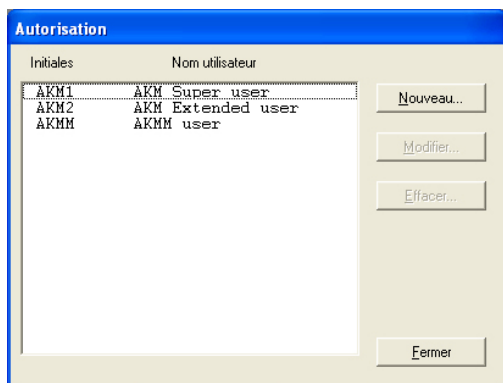 Autorisation
Initiales Nom utilisateur
AKM1 AKM Super user
AKM2 AKM Extended user
AKMM AKMM user
Nouveau...
Modifier...
Effacer...
Fermer